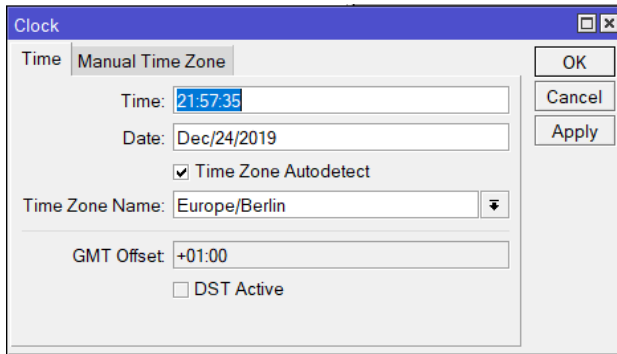 Clock
Time Manual Time Zone
OK
Time: 21:57:35
Cancel
Date: Dec/24/2019
Apply
Time Zone Autodetect
Time Zone Name: Europe/Berlin
GMT Offset: +01:00
DST Active